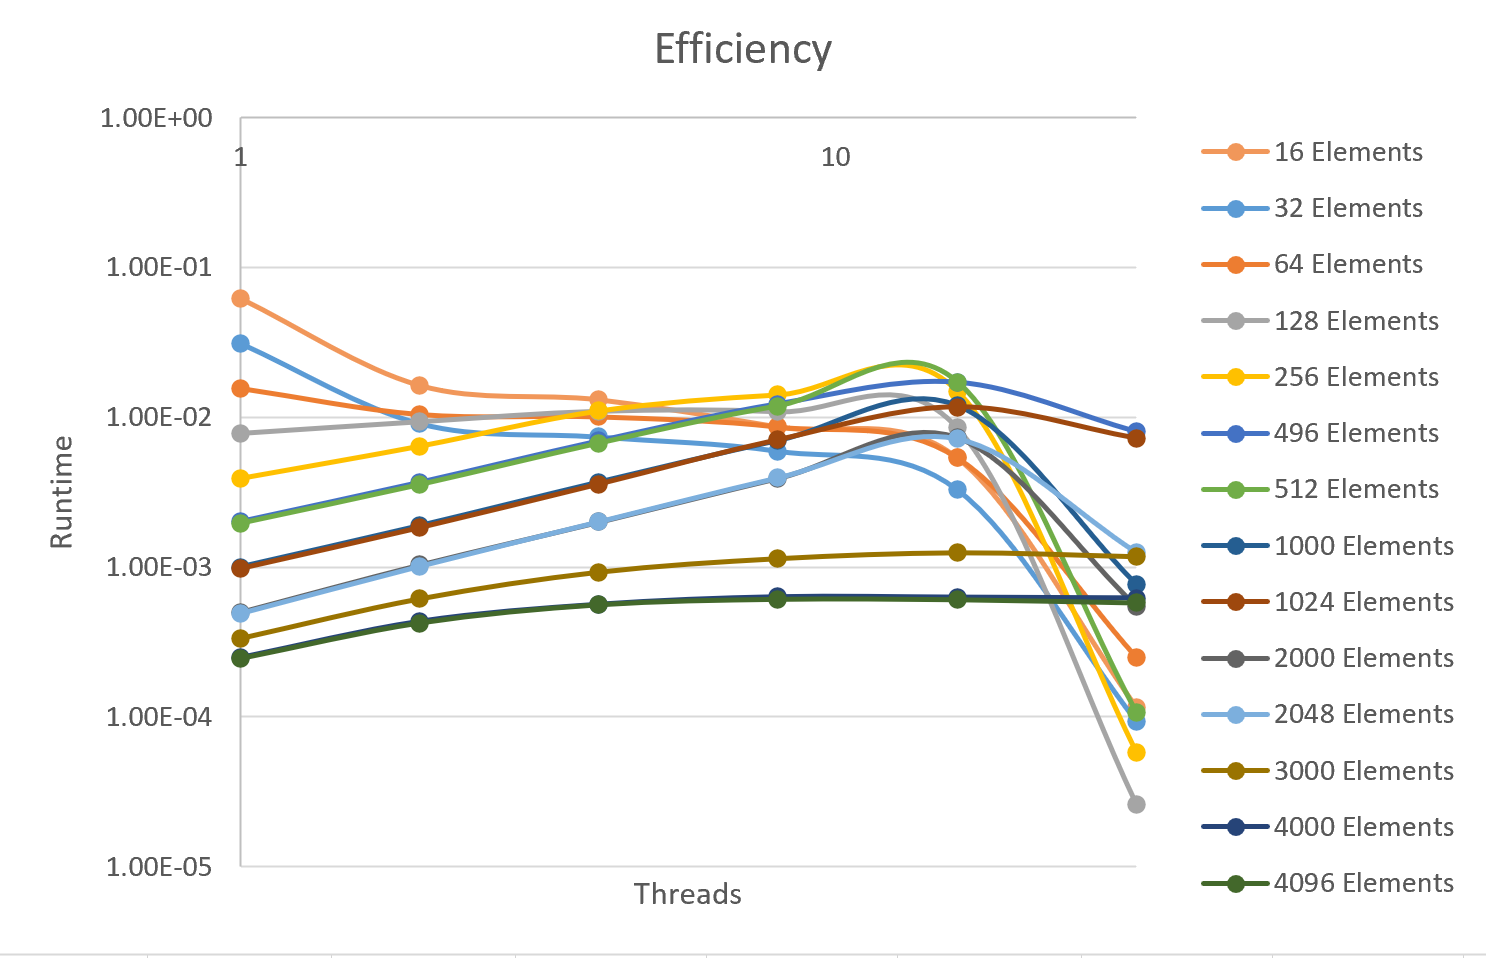 Efficiency
1.00E+00
1
10
1.00E-01
1.00E-02
1.00E-03
1.00E-04
1.00E-05
Runtime
Threads
16 Elements
32 Elements
64 Elements
128 Elements
256 Elements
496 Elements
512 Elements
1000 Elements
1024 Elements
2000 Elements
2048 Elements
3000 Elements
4000 Elements
4096 Elements